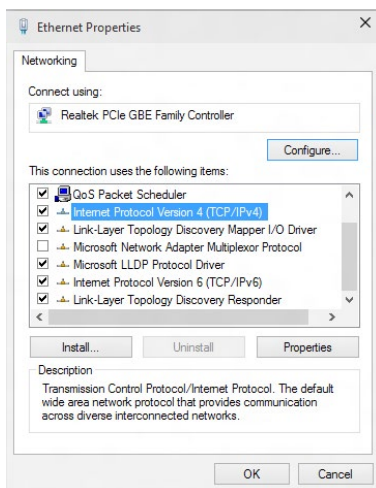 Ethernet Properties
Networking
Connect using:
Realtek PCIe GBE Family Controller
Configure...
This connection uses the following items:
QoS Packet Scheduler
Internet Protocol Version 4 (TCP/IPv4)
Link-Layer Topology Discovery Mapper I/O Driver
Microsoft Network Adapter Multiplexor Protocol
Microsoft LLDP Protocol Driver
Internet Protocol Version 6 (TCP/IPv6)
Link-Layer Topology Discovery Responder
Install... Uninstall Properties
Description
Transmission Control Protocol/Internet Protocol. The default
wide area network protocol that provides communication
across diverse interconnected networks.
OK Cancel